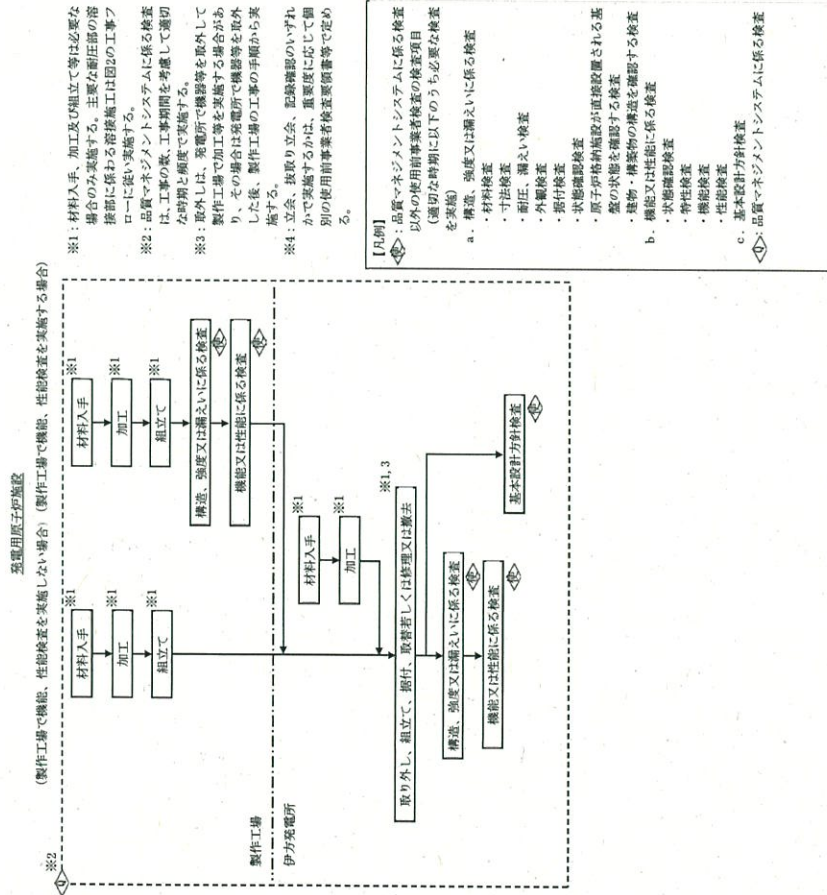 発電用原子炉施設
(製作工場で機能、性能検査を実施しない場合) (製作工場で機能、性能検査を実施する場合)
※2
Q
材料入手
※1
加工
※1
組立て
※1
材料入手
※1
加工
※1
組立て
※1
構造、強度又は漏えいに係る検査
使
機能又は性能に係る検査
使
製作工場
伊方発電所
材料入手
※1
加工
※1
※1, 3
取り外し、組立て、据付、取替若しくは修理又は撤去
構造、強度又は漏えいに係る検査
使
機能又は性能に係る検査
使
基本設計方針検査
使
※1：材料入手、加工及び組立て等は必要な
場合のみ実施する。主要な耐圧部の溶
接部に係わる溶接施工は図2の工事フ
ローに従い実施する。
※2：品質マネジメントシステムに係る検査
は、工事の数、工事期間を考慮して適切
な時期と頻度で実施する。
※3：取外しは、発電所で機器等を取外して
製作工場で加工等を実施する場合があ
り、その場合は発電所で機器等を取外
した後、製作工場の工事の手順から実
施する。
※4：立会、抜取り立会、記録確認のいずれ
かで実施するかは、重要度に応じて個
別の使用前事業者検査要領書等で定め
る。
【凡例】
使：品質マネジメントシステムに係る検査
以外の使用前事業者検査の検査項目
(適切な時期に以下のうち必要な検査
を実施)
a．構造、強度又は漏えいに係る検査
・材料検査
・寸法検査
・耐圧、漏えい検査
・外観検査
・据付検査
・状態確認検査
・原子炉格納施設が直接設置される基
盤の状態を確認する検査
・建物・構築物の構造を確認する検査
b．機能又は性能に係る検査
・状態確認検査
・特性検査
・機能検査
・性能検査
c．基本設計方針検査
Q：品質マネジメントシステムに係る検査